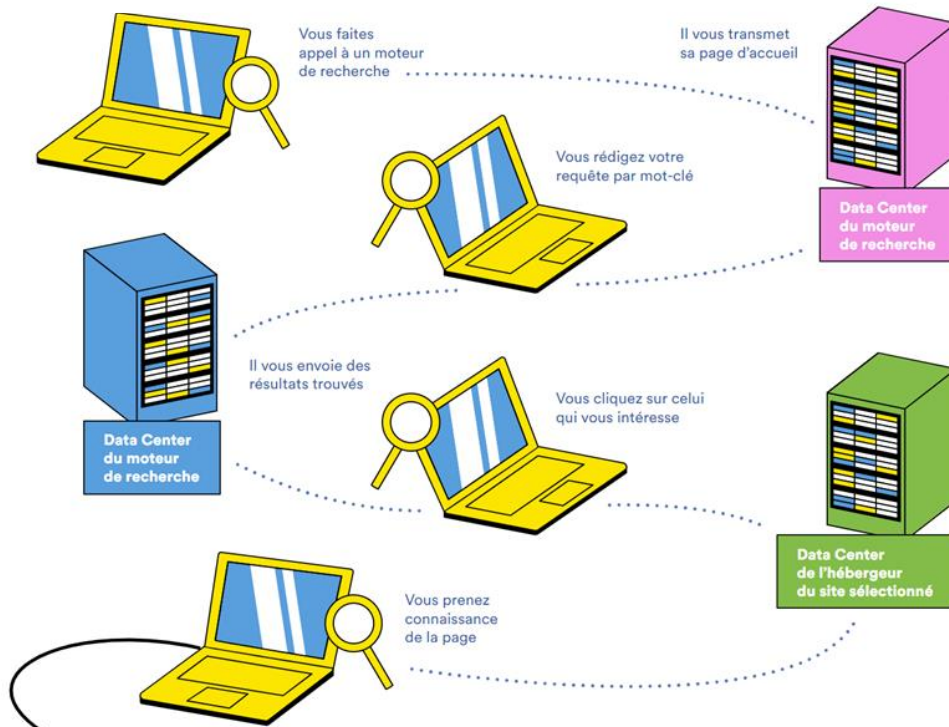 Vous faites
appel à un moteur
de recherche
Il vous transmet
sa page d'accueil
Data Center
du moteur
de recherche
Vous rédigez votre
requête par mot-clé
Data Center
du moteur
de recherche
Il vous envoie des
résultats trouvés
Vous cliquez sur celui
qui vous intéresse
Data Center
de l'hébergeur
du site sélectionné
Vous prenez
connaissance
de la page